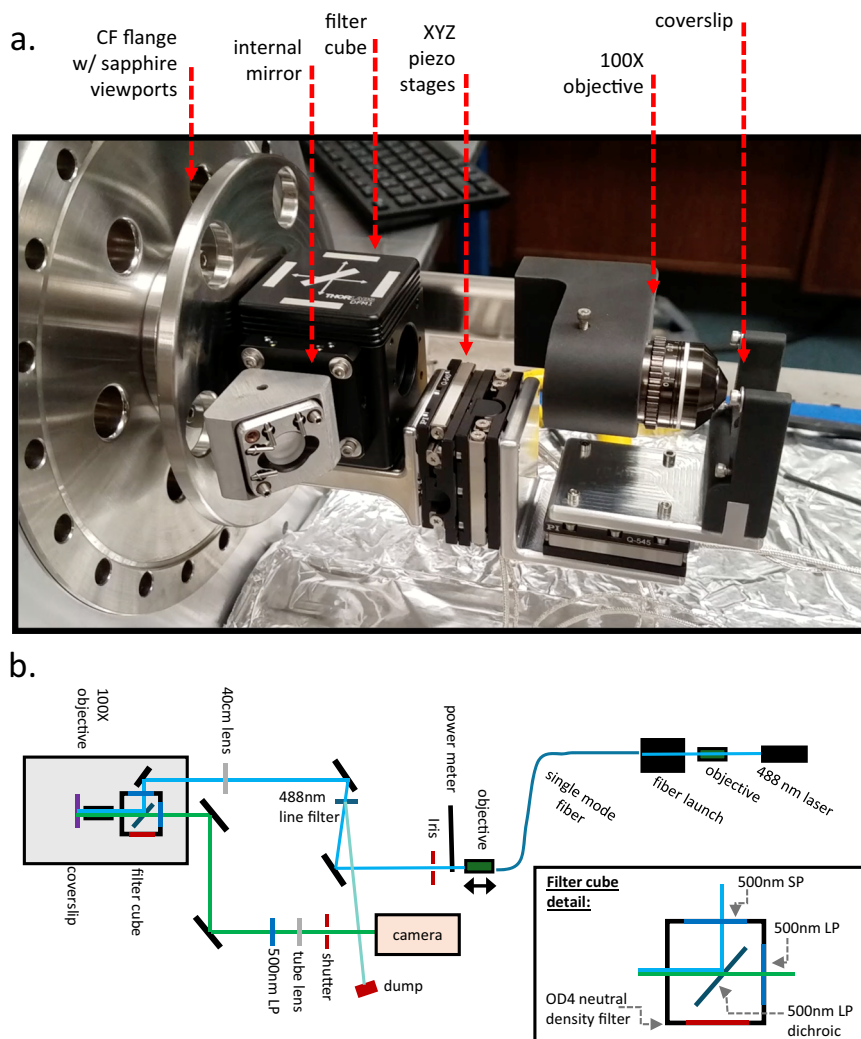 a.
CF flange
w/ sapphire
viewports
internal
mirror
filter
cube
XYZ
piezo
stages
100X
objective
coverslip
THORLABS
DFM1
PI
PI
Q-545
b.
100X
objective
40cm lens
488nm
line filter
power meter
Iris
objective
single mode
fiber
fiber launch
objective
488 nm laser
coverslip
filter cube
500nm LP
tube lens
shutter
camera
dump
Filter cube
detail:
500nm SP
500nm LP
OD4 neutral
density filter
500nm LP
dichroic